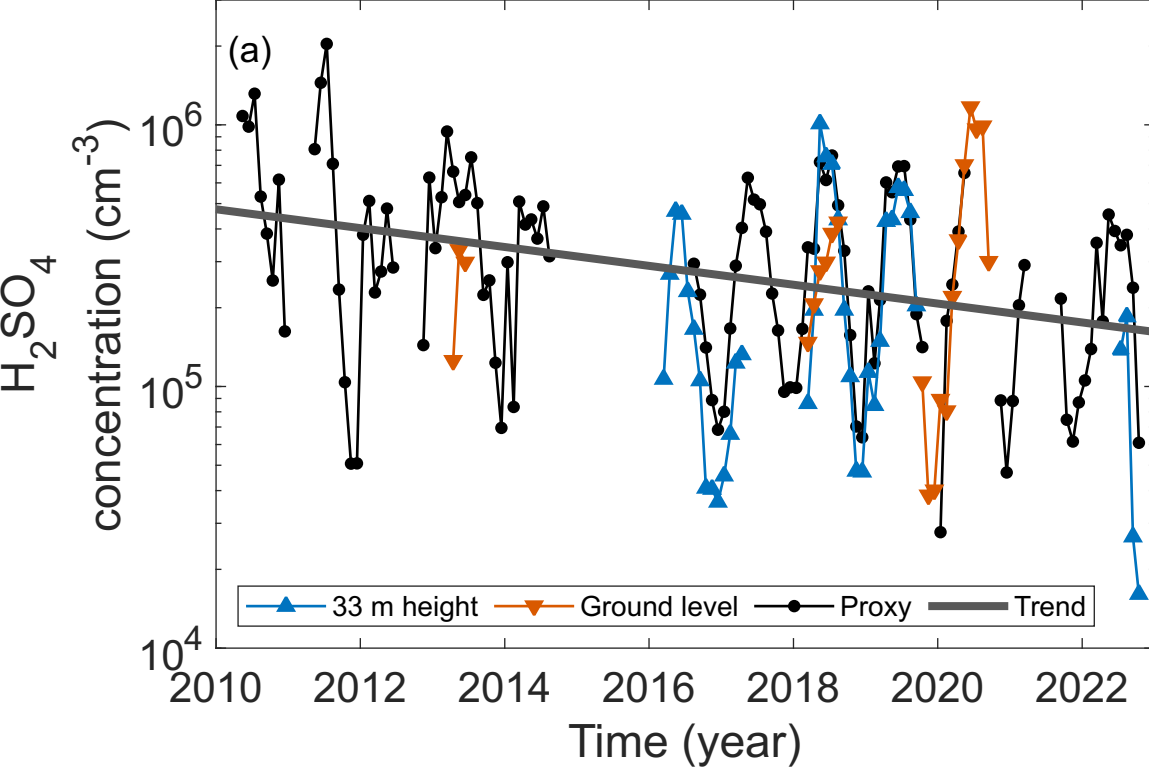 (a)
H₂SO₄
concentration (cm⁻³)
10⁶
10⁵
10⁴
33 m height Ground level Proxy Trend
2010 2012 2014 2016 2018 2020 2022
Time (year)